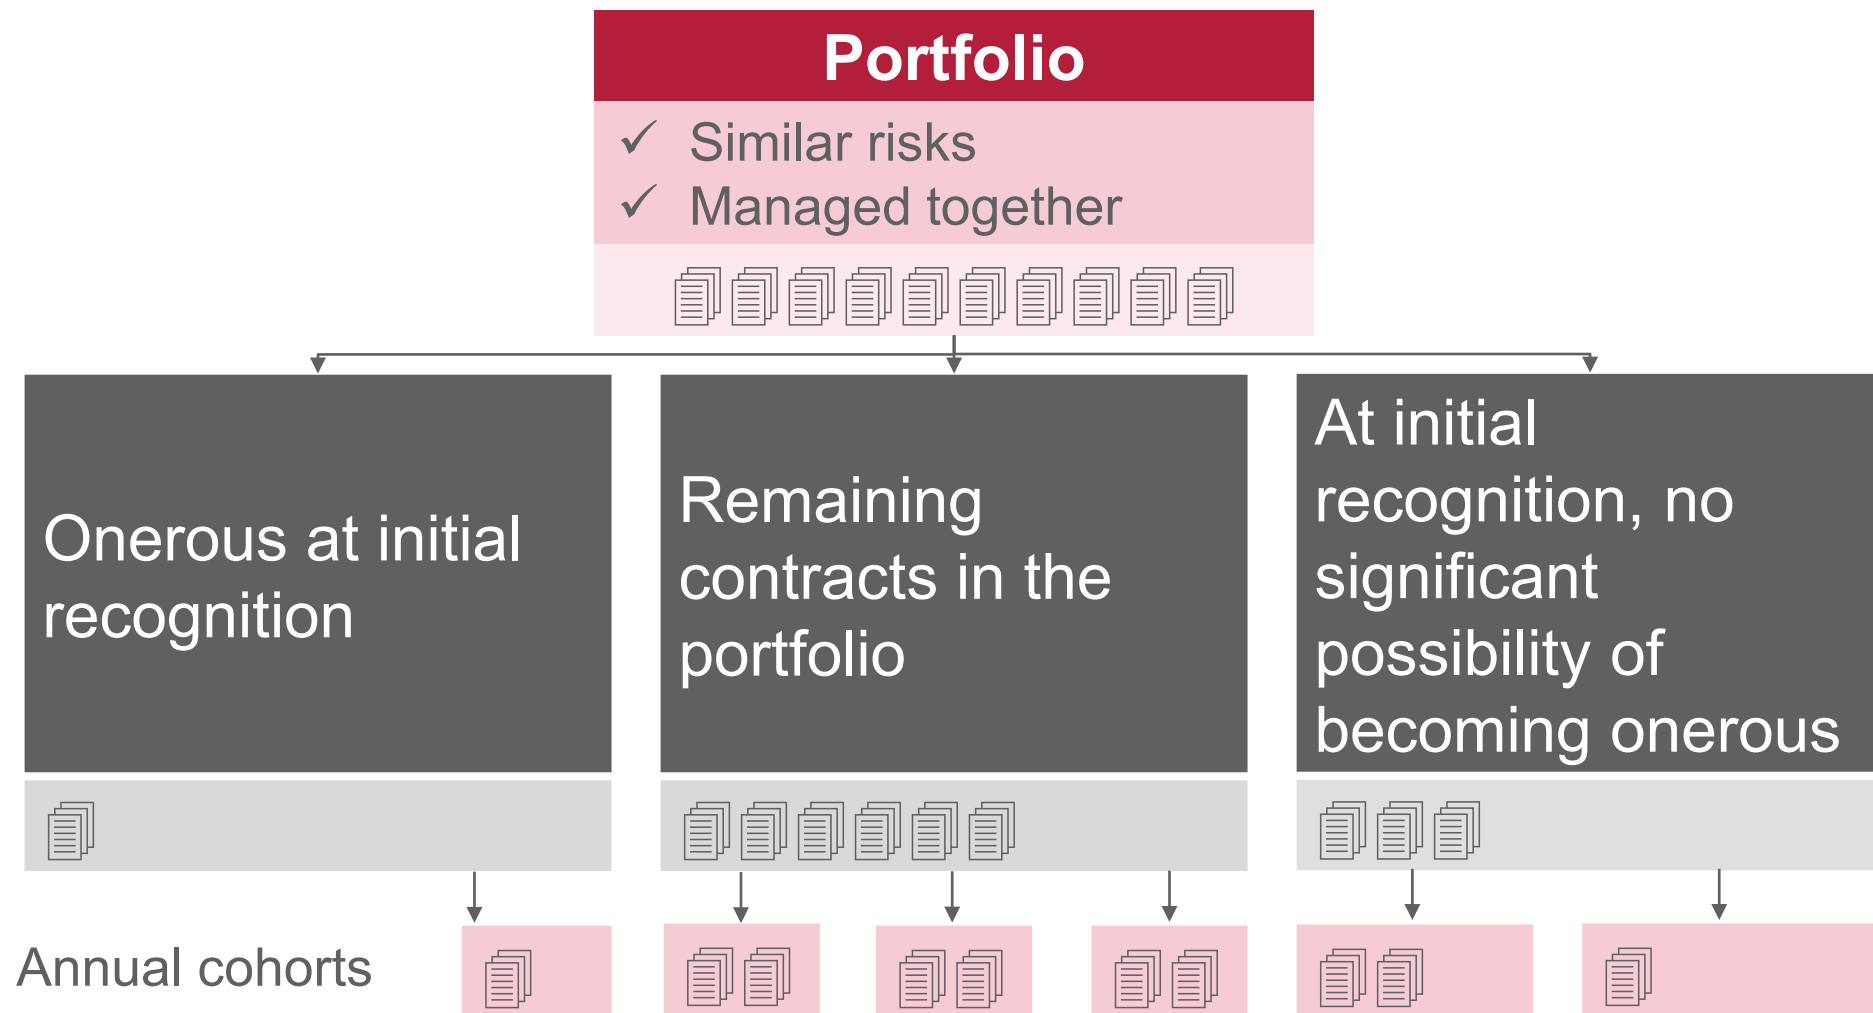 Portfolio
✓ Similar risks
✓ Managed together
Onerous at initial
recognition
Remaining
contracts in the
portfolio
At initial
recognition, no
significant
possibility of
becoming onerous
Annual cohorts